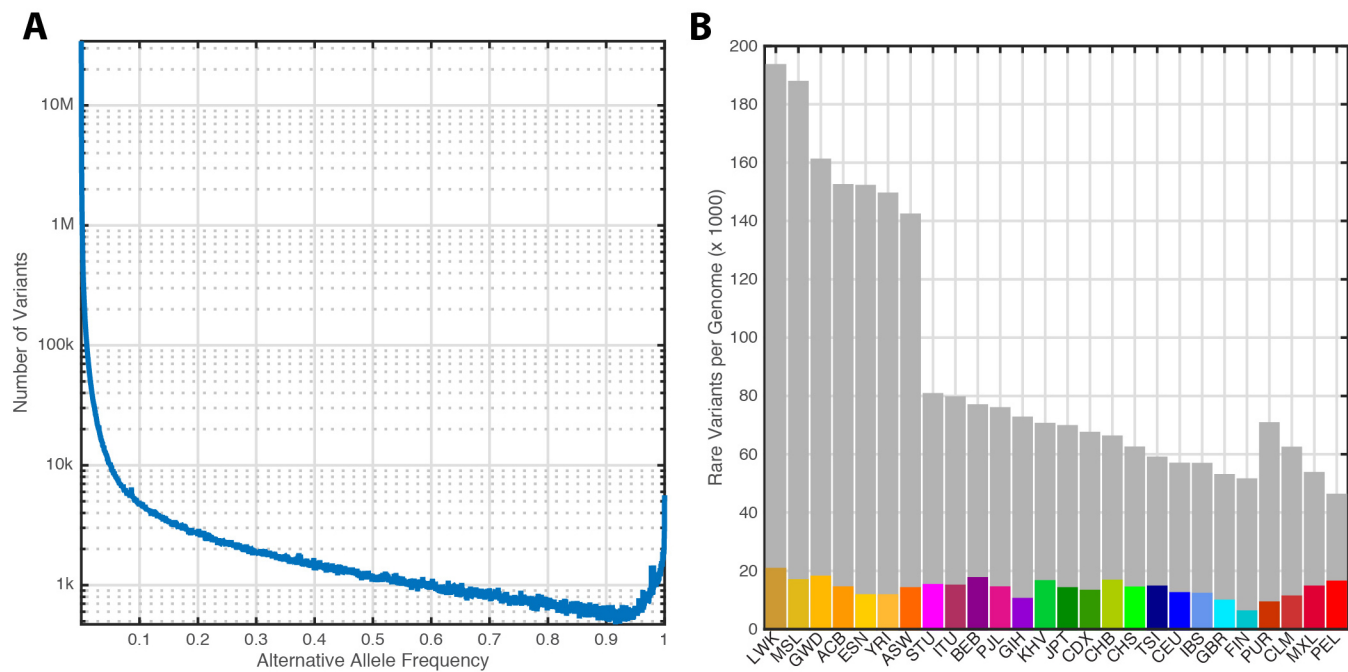 A
Number of Variants
10M
1M
100k
10k
1k
0.1 0.2 0.3 0.4 0.5 0.6 0.7 0.8 0.9 1
Alternative Allele Frequency
B
Rare Variants per Genome (x 1000)
200
180
160
140
120
100
80
60
40
20
0
LWK MSL GWD ACB ESN YRI ASW STU ITU BEB PJL GIH KHV JPT CDX CHB CHS TSI CEU IBS GBR FIN PUR CLM MXL PEL